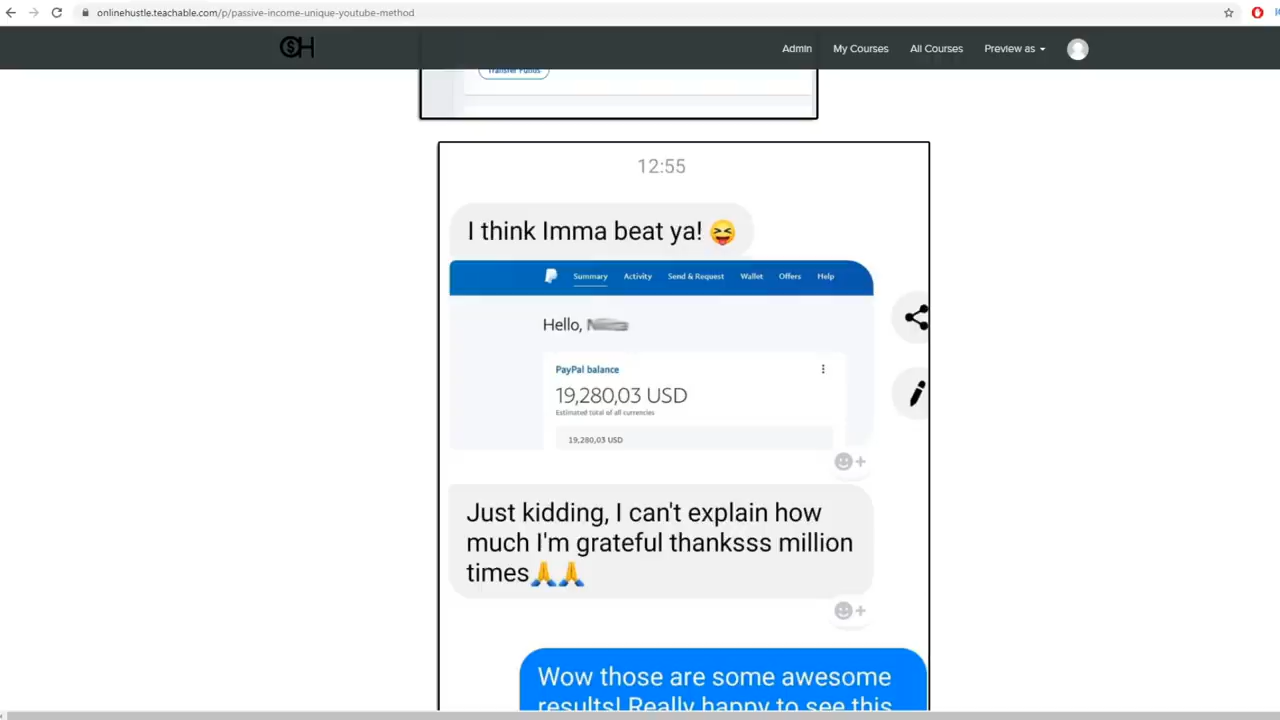 onlinehustle.teachable.com/p/passive-income-unique-youtube-method
Admin My Courses All Courses Preview as
Transfer Funds
12:55
I think Imma beat ya! 😝
Summary Activity Send & Request Wallet Offers Help
Hello,
PayPal balance
19,280,03 USD
Estimated total of all currencies
19,280,03 USD
Just kidding, I can't explain how
much I'm grateful thanksss million
times🙏🙏
Wow those are some awesome
results! Really happy to see this